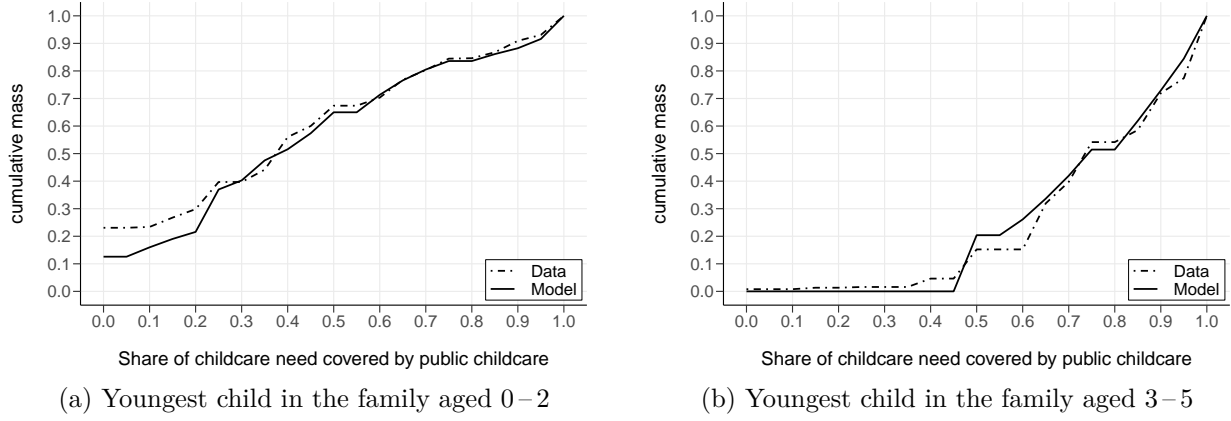 1.0
0.9
0.8
0.7
0.6
0.5
0.4
0.3
0.2
0.1
0.0
cumulative mass
Data
Model
0.0 0.1 0.2 0.3 0.4 0.5 0.6 0.7 0.8 0.9 1.0
Share of childcare need covered by public childcare
(a) Youngest child in the family aged 0–2
1.0
0.9
0.8
0.7
0.6
0.5
0.4
0.3
0.2
0.1
0.0
cumulative mass
Data
Model
0.0 0.1 0.2 0.3 0.4 0.5 0.6 0.7 0.8 0.9 1.0
Share of childcare need covered by public childcare
(b) Youngest child in the family aged 3–5